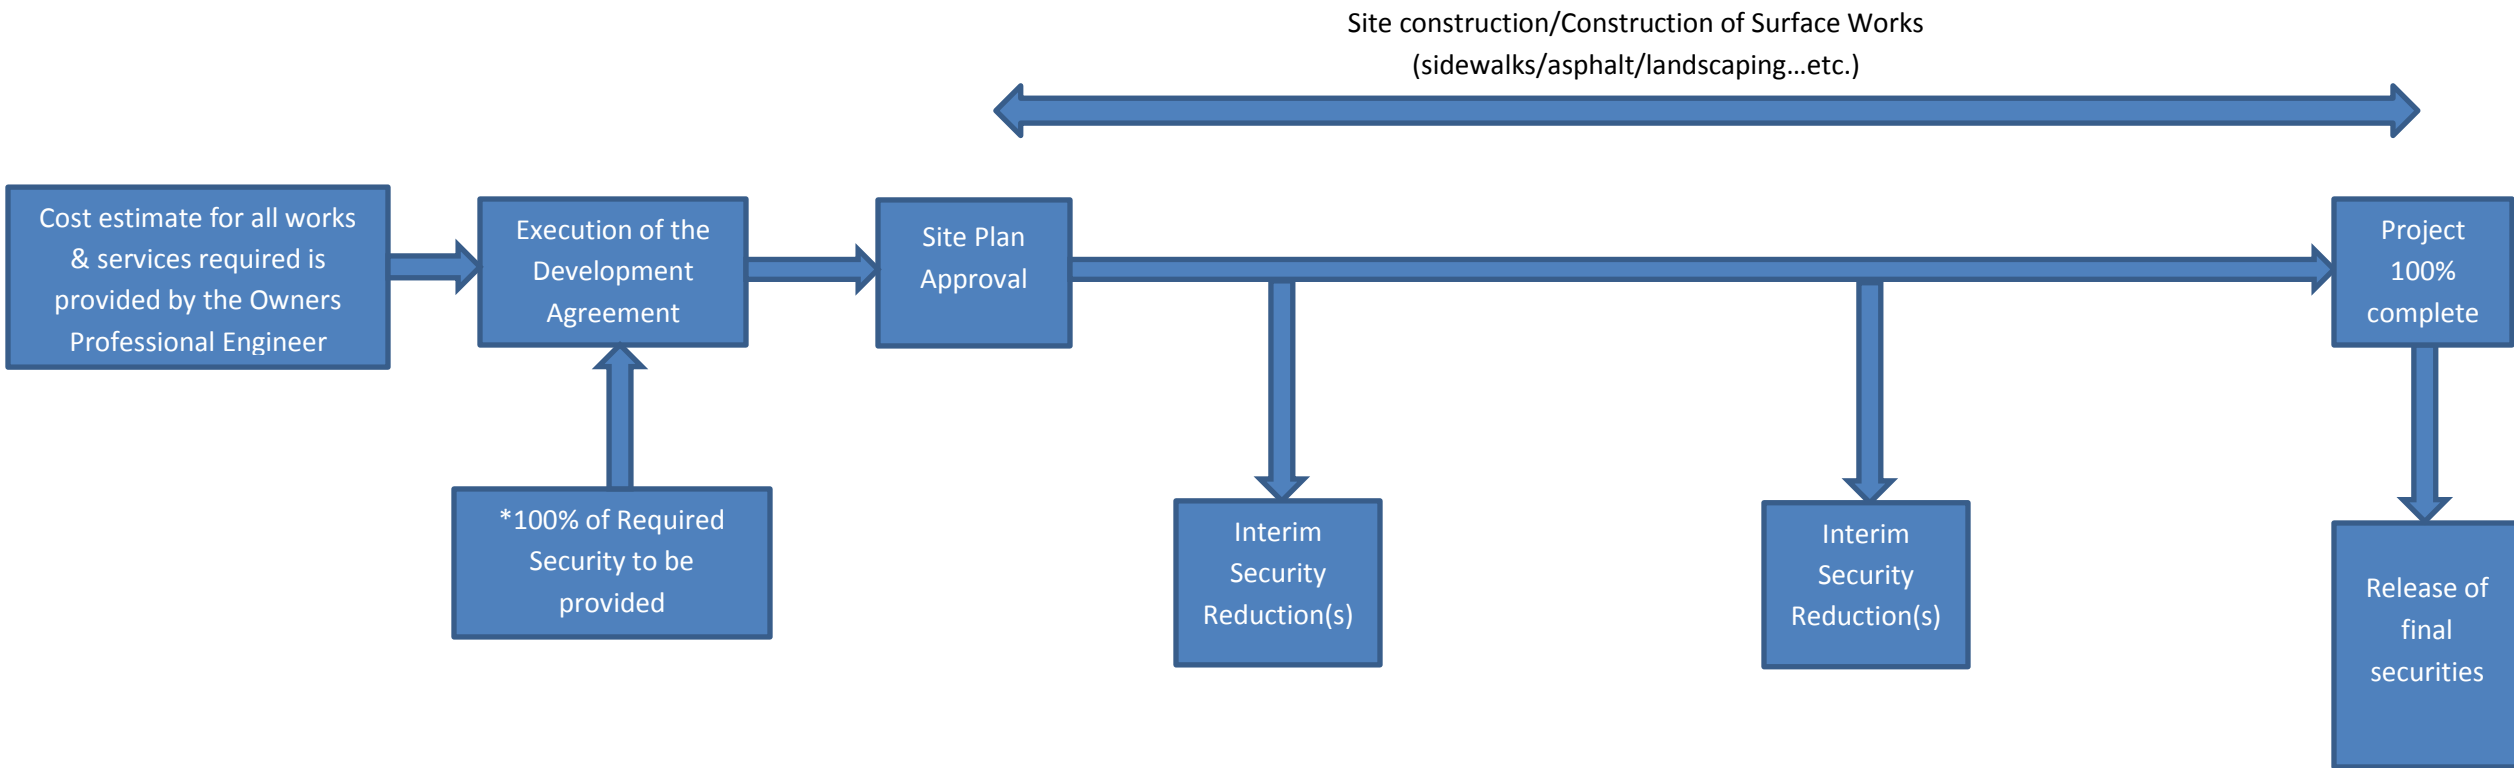 Site construction/Construction of Surface Works
(sidewalks/asphalt/landscaping...etc.)
Cost estimate for all works
& services required is
provided by the Owners
Professional Engineer
Execution of the
Development
Agreement
Site Plan
Approval
Project
100%
complete
*100% of Required
Security to be
provided
Interim
Security
Reduction(s)
Interim
Security
Reduction(s)
Release of
final
securities